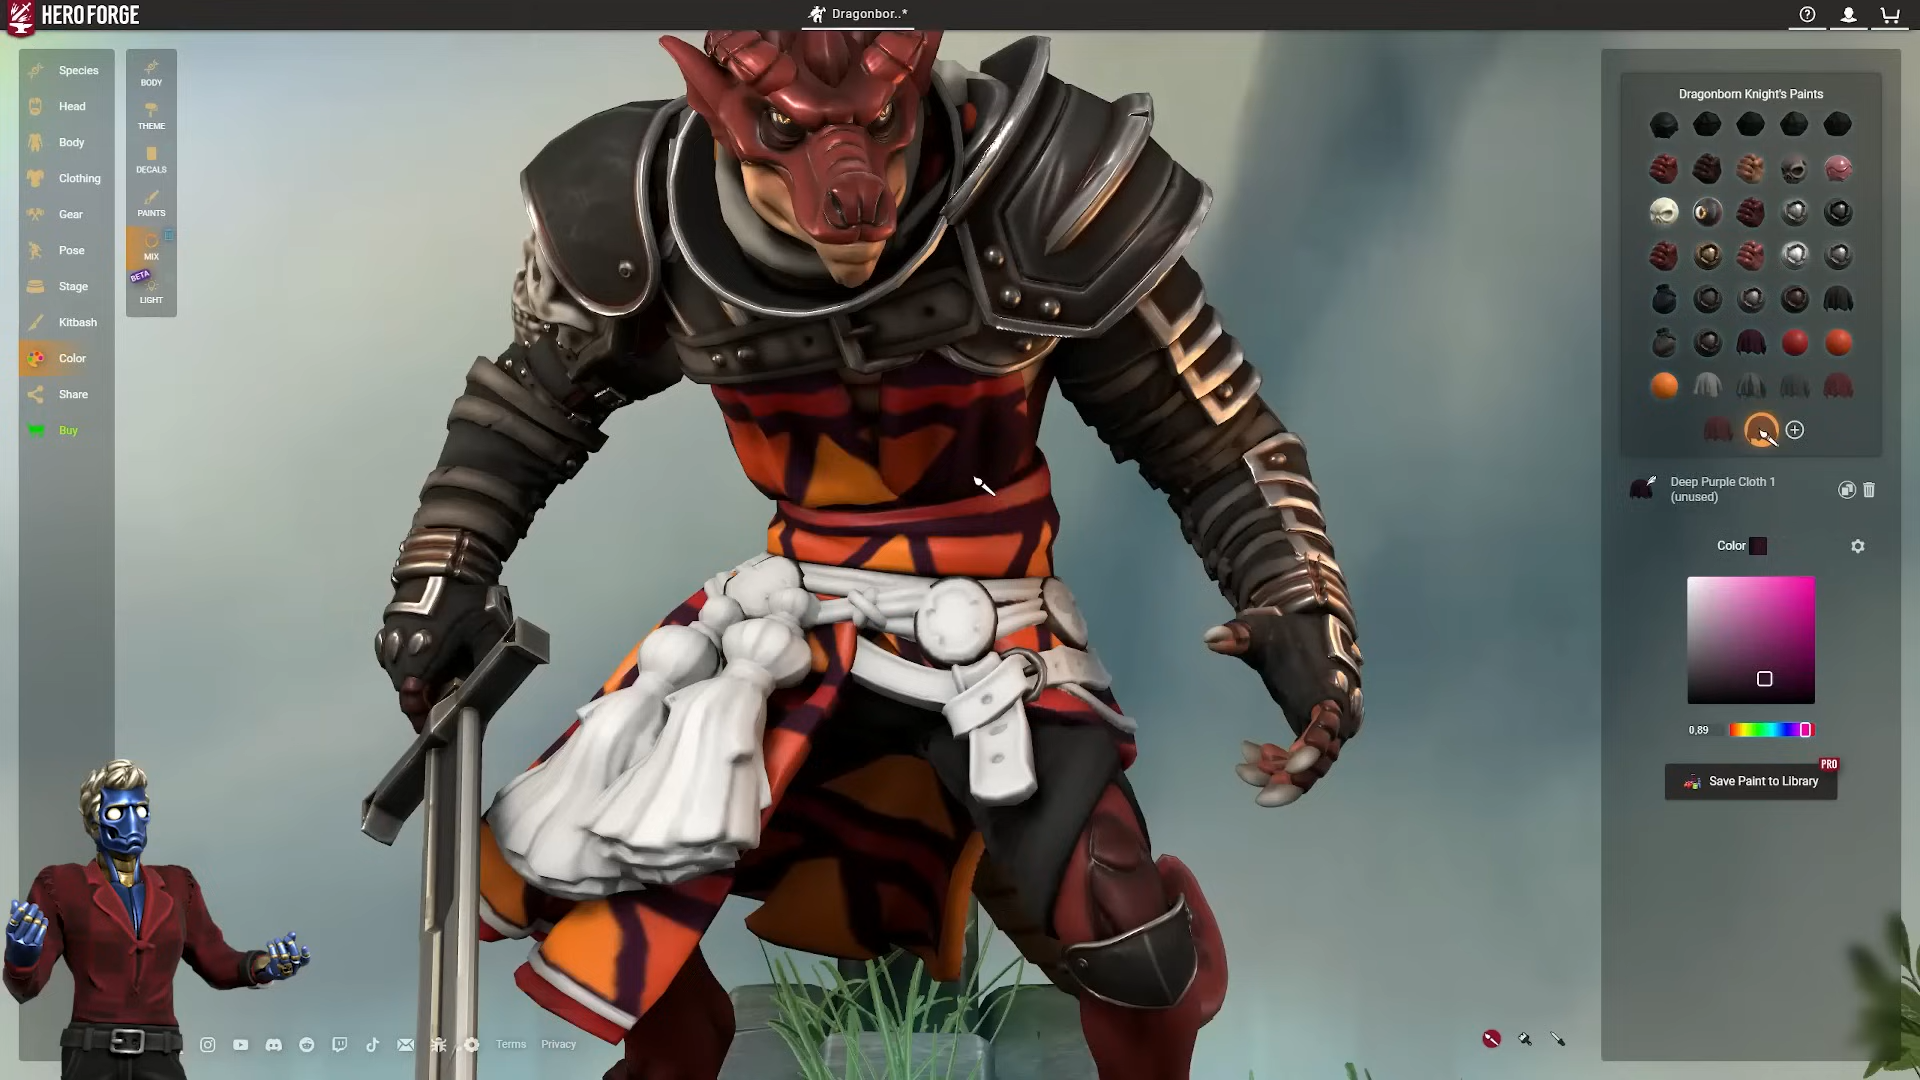 HERO FORGE
Dragonbor..*
Species
Head
Body
Clothing
Gear
Pose
Stage
Kitbash
Color
Share
Buy
BODY
THEME
DECALS
PAINTS
MIX
BETA
LIGHT
Dragonborn Knight's Paints
Deep Purple Cloth 1
(unused)
Color
0,89
PRO
Save Paint to Library
Terms
Privacy